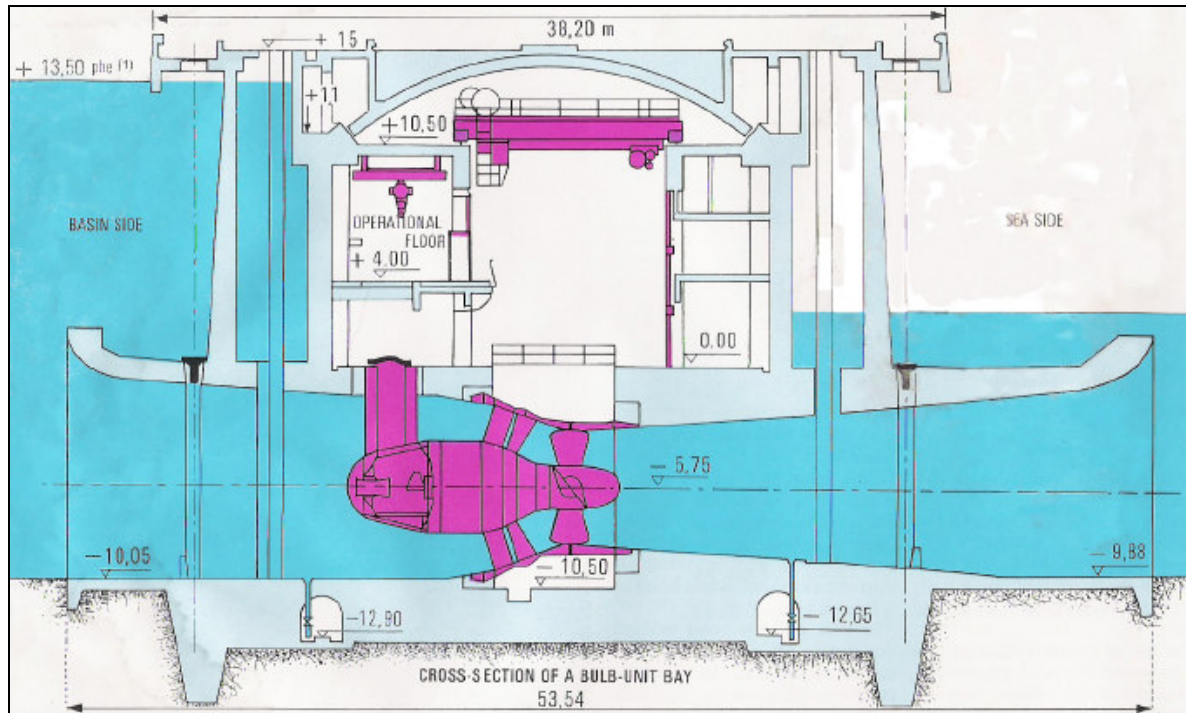 38,20 m
+ 15
+ 13,50 phe (1)
+11
+10,50
BASIN SIDE
OPERATIONAL
FLOOR
SEA SIDE
+ 4.00
0.00
- 5,75
-10,05
- 10,50
- 9,88
-12,90
- 12,65
CROSS-SECTION OF A BULB-UNIT BAY
53,54